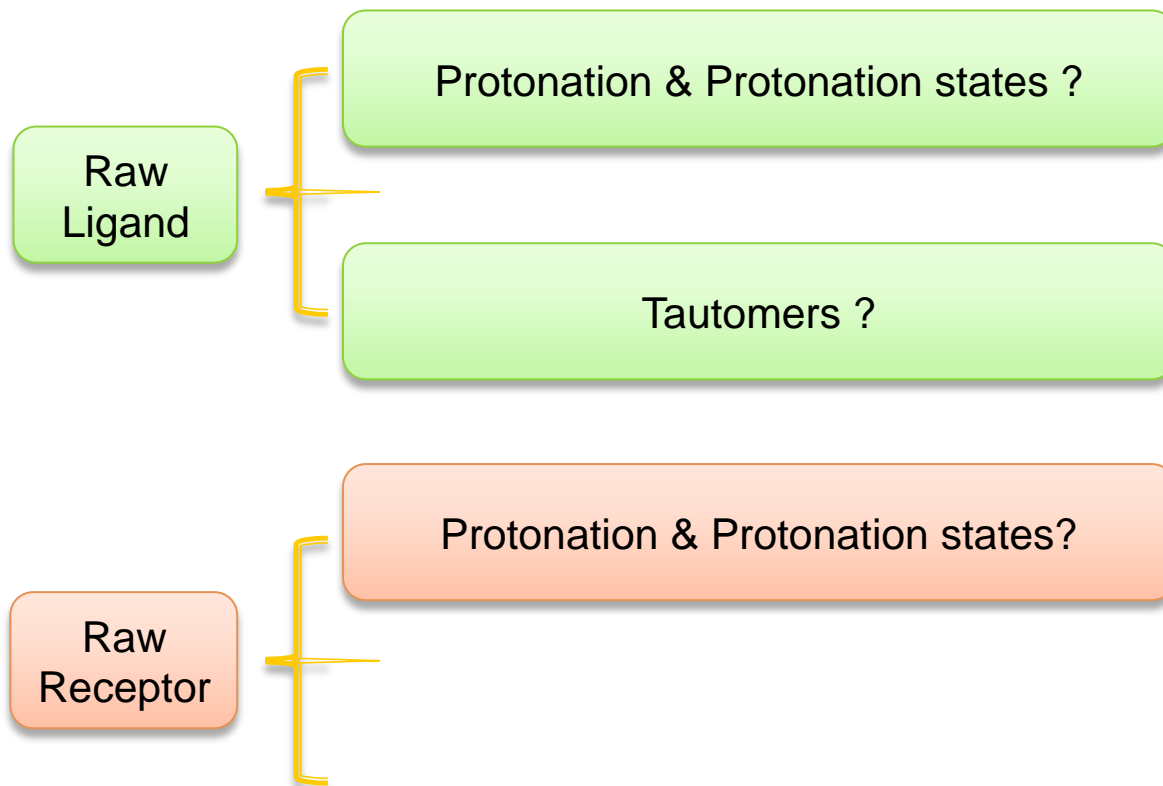 Protonation & Protonation states ?
Raw
Ligand
Tautomers ?
Protonation & Protonation states?
Raw
Receptor